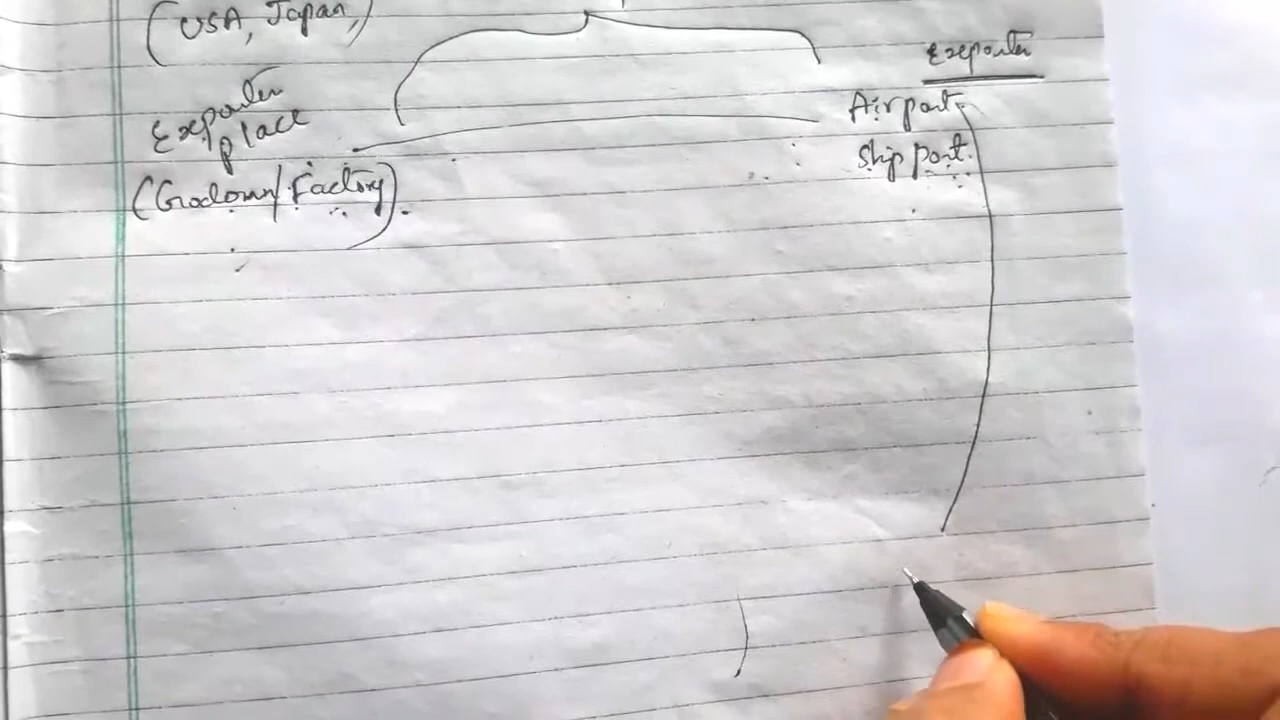 (USA, Japan,)
Exporter
place
(Godown/Factory)
Exporter
Airport
Ship port.